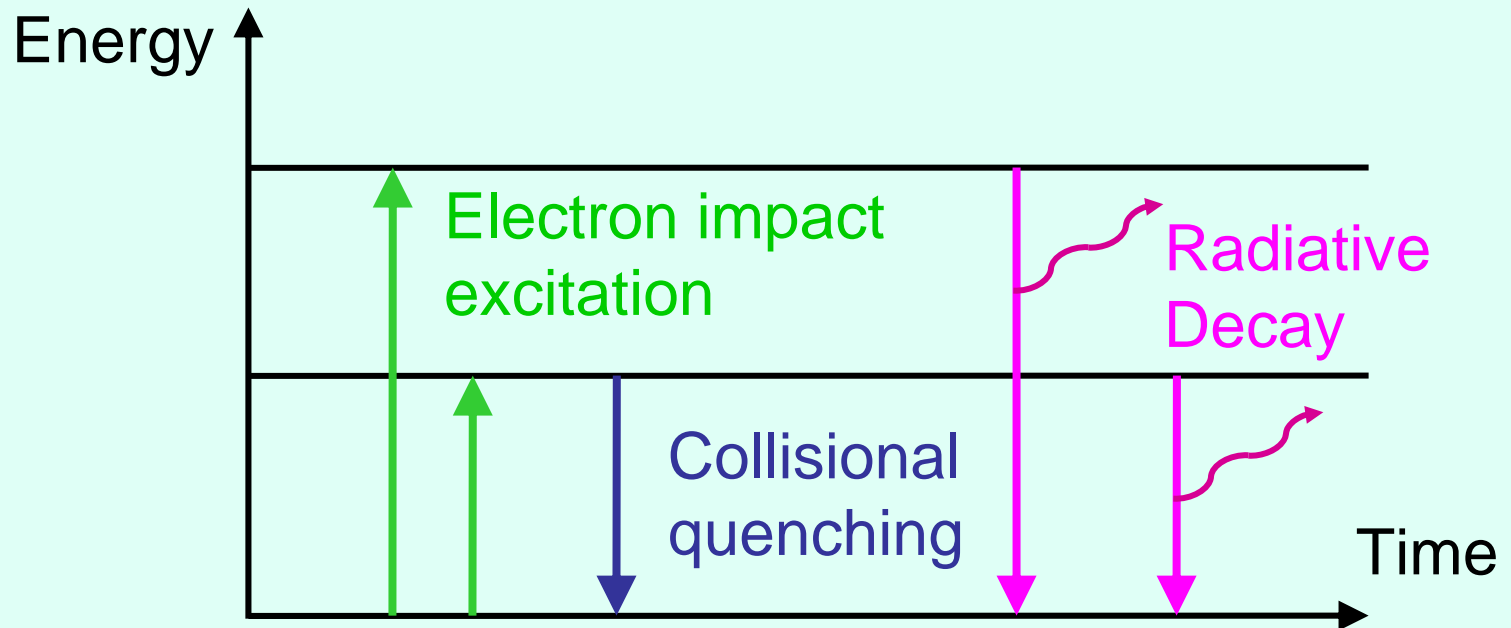 Energy
Electron impact
excitation
Radiative
Decay
Collisional
quenching
Time